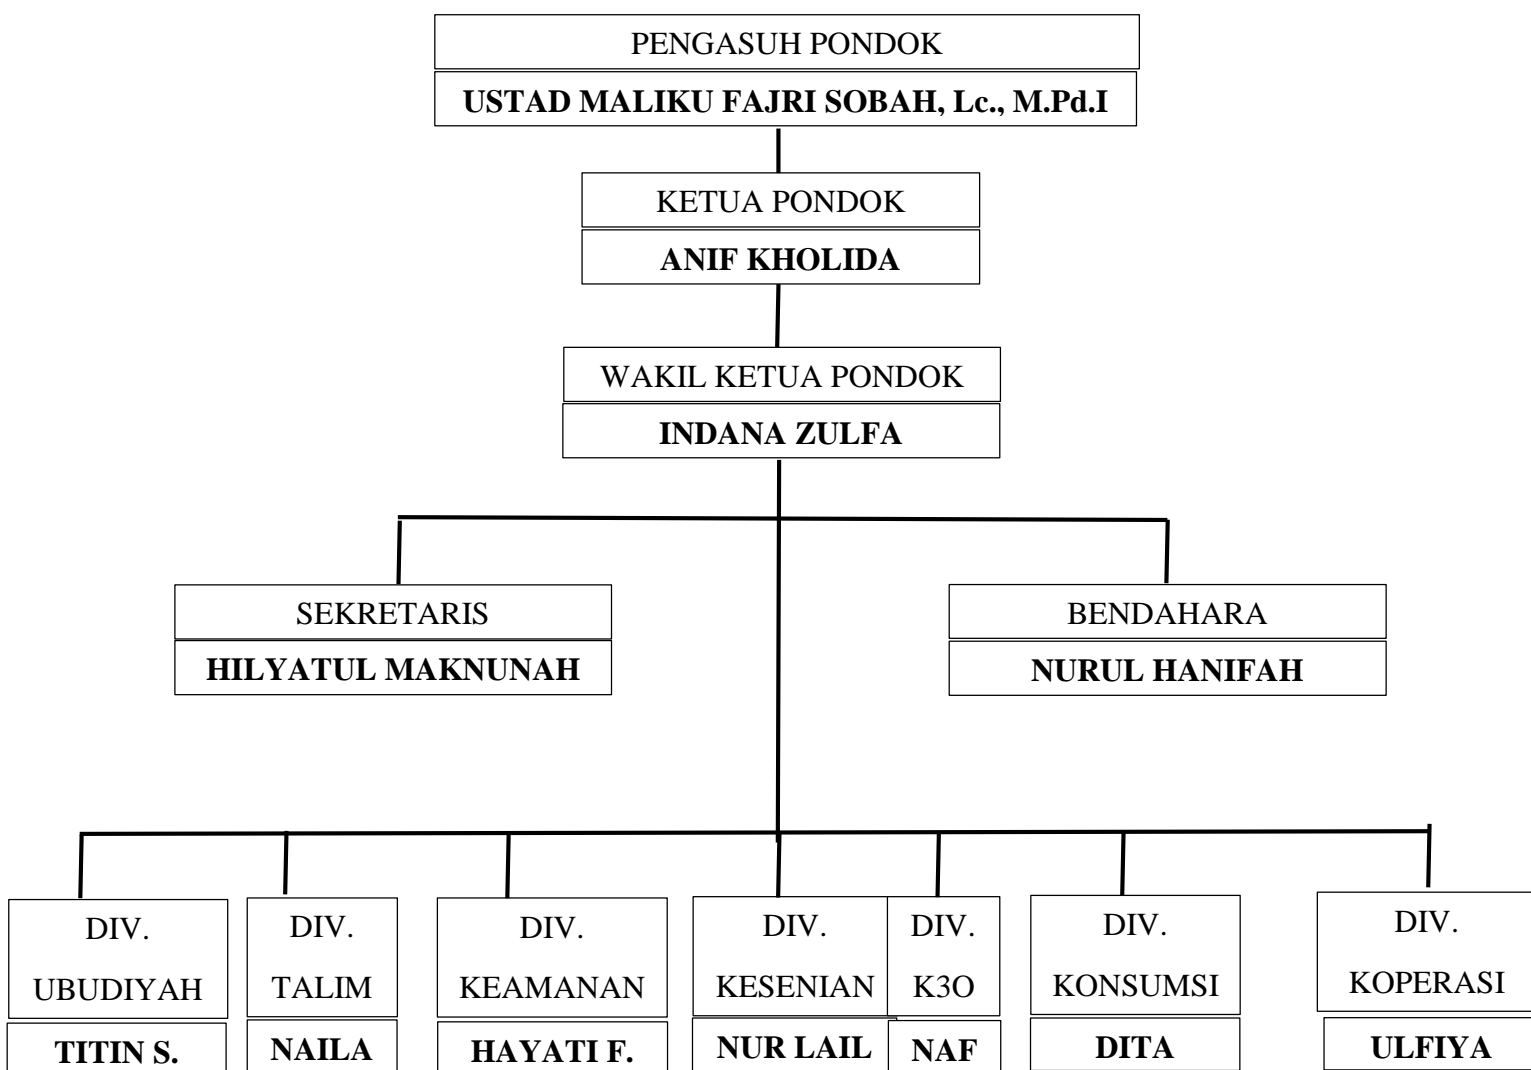 PENGASUH PONDOK
USTAD MALIKU FAJRI SOBAH, Lc., M.Pd.I
KETUA PONDOK
ANIF KHOLIDA
WAKIL KETUA PONDOK
INDANA ZULFA
SEKRETARIS
HILYATUL MAKNUNAH
BENDAHARA
NURUL HANIFAH
DIV.
UBUDIYAH
TITIN S.
DIV.
TALIM
NAILA
DIV.
KEAMANAN
HAYATI F.
DIV.
KESENIAN
NUR LAIL
DIV.
K3O
NAF
DIV.
KONSUMSI
DITA
DIV.
KOPERASI
ULFIYA